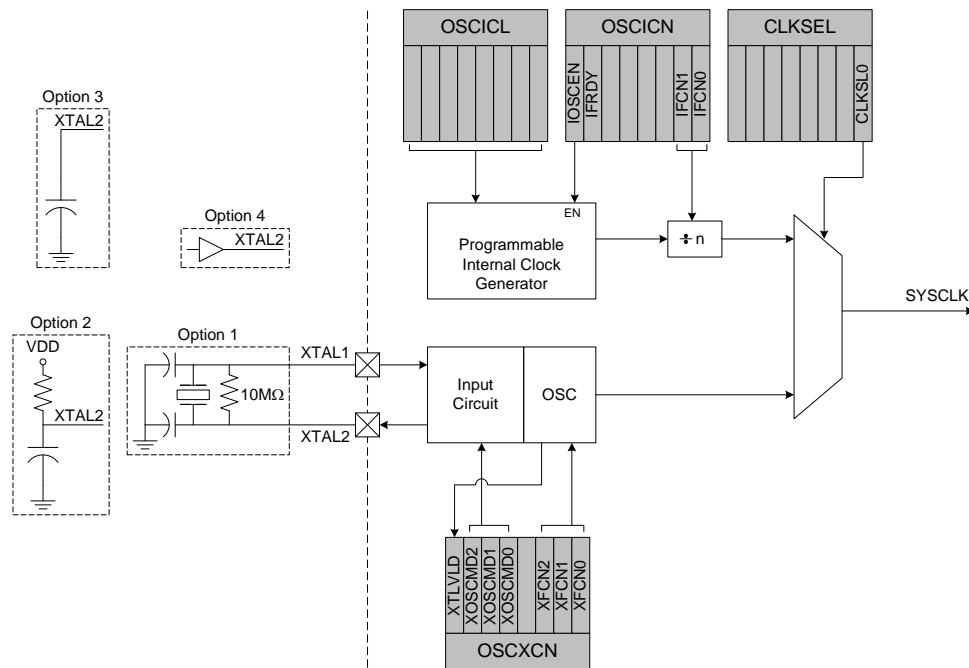 OSCICL
OSCICN
CLKSEL
IOSCEN
IFRDY
IFCN1
IFCN0
CLKSL0
Option 3
XTAL2
Option 4
XTAL2
EN
Programmable
Internal Clock
Generator
÷ n
SYSCLK
Option 2
VDD
XTAL2
Option 1
10MΩ
XTAL1
XTAL2
Input
Circuit
OSC
XTLVLD
XOSCMD2
XOSCMD1
XOSCMD0
XFCN2
XFCN1
XFCN0
OSCXCN